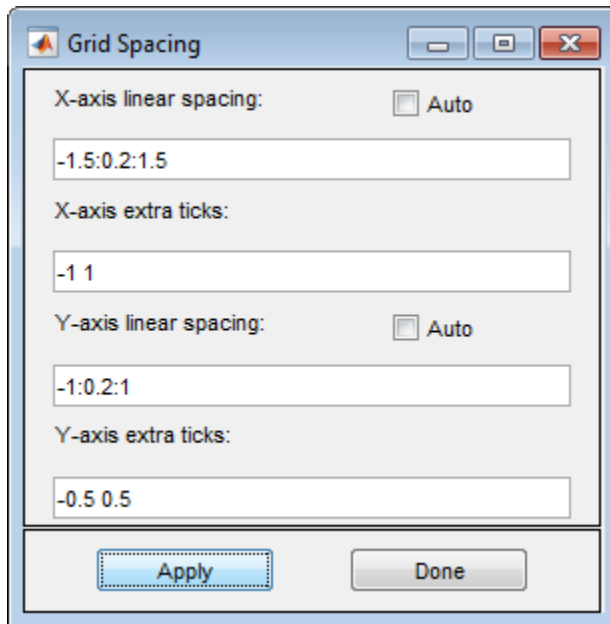 Grid Spacing
X-axis linear spacing: Auto
-1.5:0.2:1.5
X-axis extra ticks:
-1 1
Y-axis linear spacing: Auto
-1:0.2:1
Y-axis extra ticks:
-0.5 0.5
Apply Done